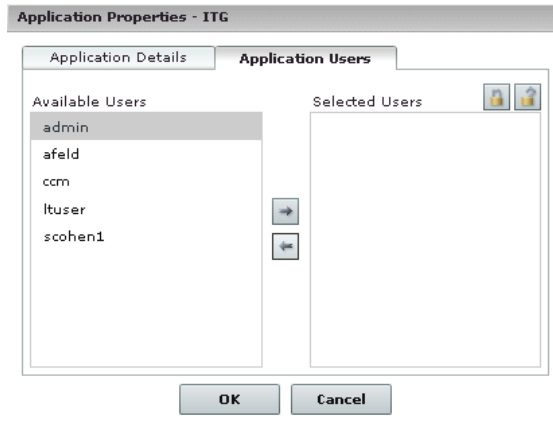 Application Properties - ITG
Application Details
Application Users
Available Users
Selected Users
admin
afeld
ccm
ltuser
scohen1
OK
Cancel